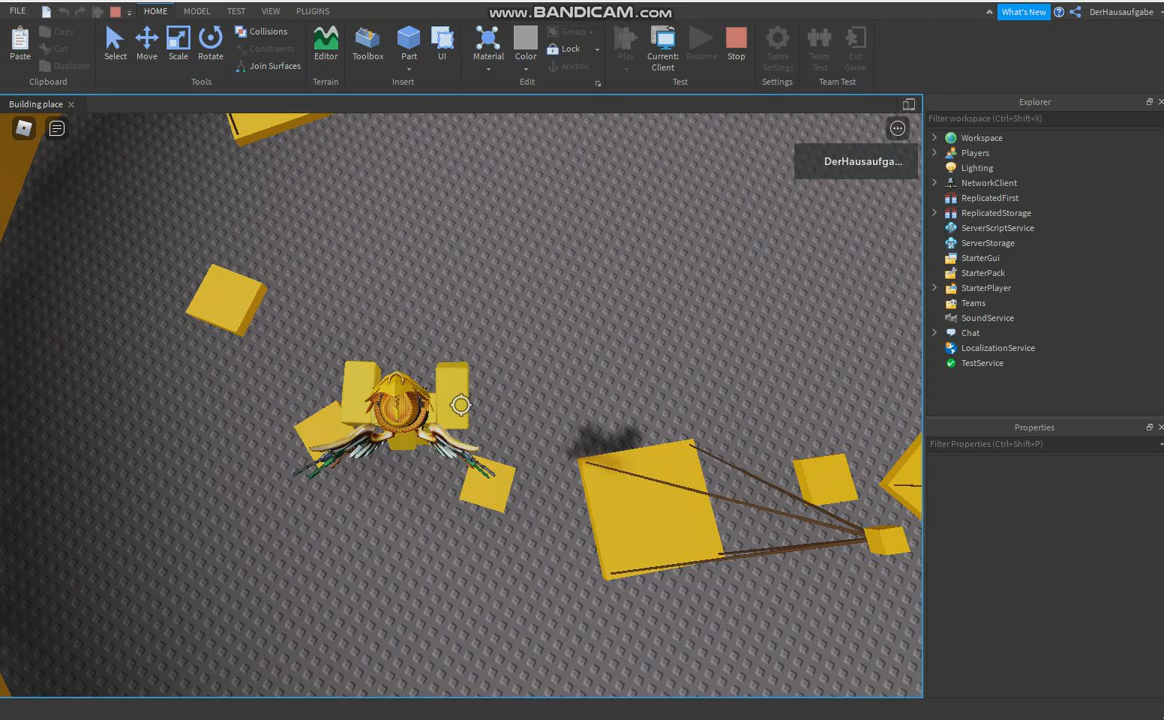 FILE HOME MODEL TEST VIEW PLUGINS www.BANDICAM.com What's New DerHausaufgabe
Copy Collisions Group
Cut Constraints Lock
Duplicate Join Surfaces Anchor
Paste Select Move Scale Rotate Editor Toolbox Part UI Material Color Play Current: Client Resume Stop Game Settings Team Test Exit Game
Clipboard Tools Terrain Insert Edit Test Settings Team Test
Building place Explorer
Filter workspace (Ctrl+Shift+X)
Workspace
Players
DerHausaufga...
Lighting
NetworkClient
ReplicatedFirst
ReplicatedStorage
ServerScriptService
ServerStorage
StarterGui
StarterPack
StarterPlayer
Teams
SoundService
Chat
LocalizationService
TestService
Properties
Filter Properties (Ctrl+Shift+P)